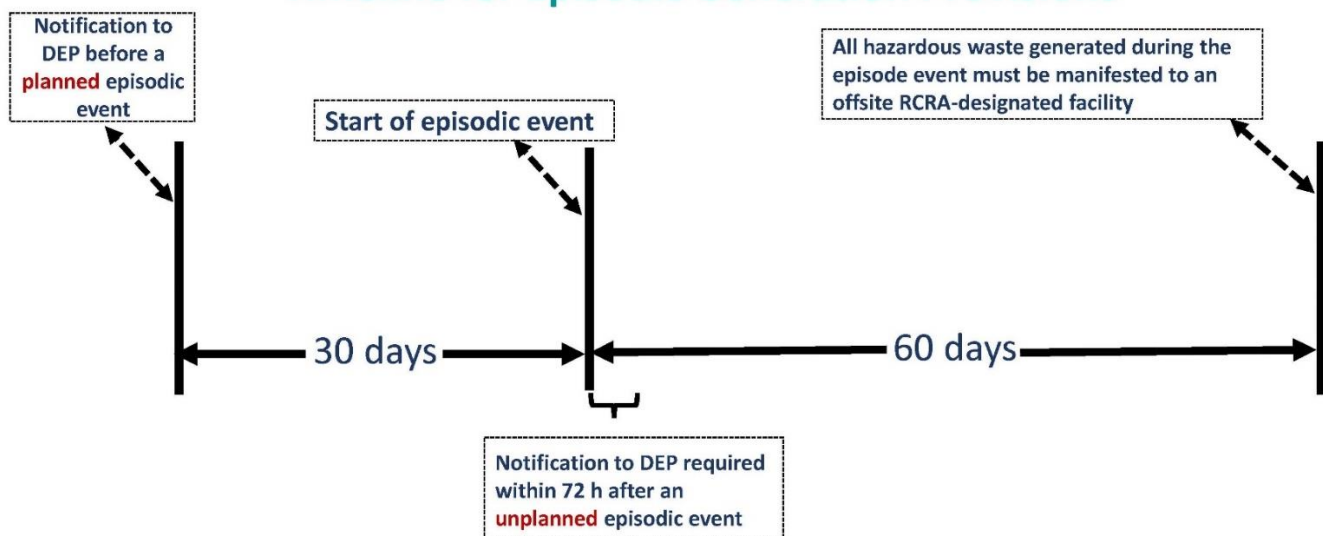 Notification to
DEP before a
planned episodic
event
Start of episodic event
All hazardous waste generated during the
episode event must be manifested to an
offsite RCRA-designated facility
30 days
60 days
Notification to DEP required
within 72 h after an
unplanned episodic event